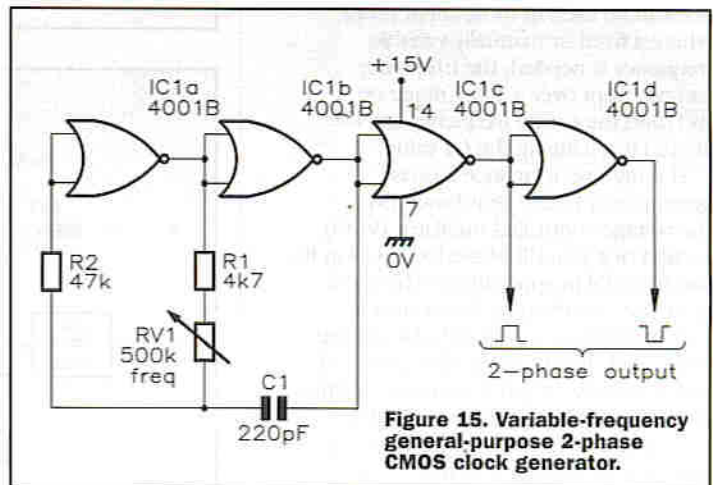 IC1a
4001B
IC1b
4001B
+15V
14
IC1c
4001B
IC1d
4001B
7
0V
R2
47k
R1
4k7
RV1
500k
freq
C1
220pF
2-phase output
Figure 15. Variable-frequency
general-purpose 2-phase
CMOS clock generator.